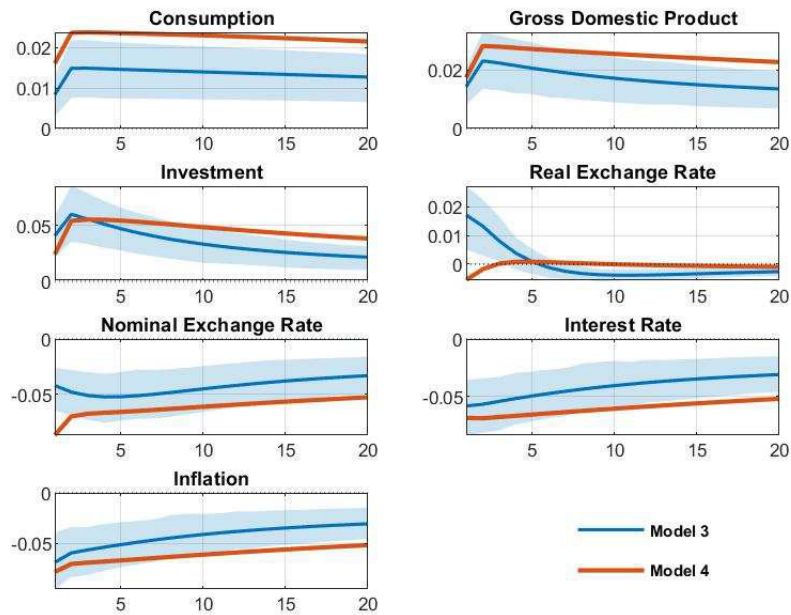 Consumption
0.02
0.01
0
5 10 15 20
Gross Domestic Product
0.02
0
5 10 15 20
Investment
0.05
0
5 10 15 20
Real Exchange Rate
0.02
0.01
0
5 10 15 20
Nominal Exchange Rate
0
-0.05
5 10 15 20
Interest Rate
0
-0.05
5 10 15 20
Inflation
0
-0.05
5 10 15 20
Model 3
Model 4